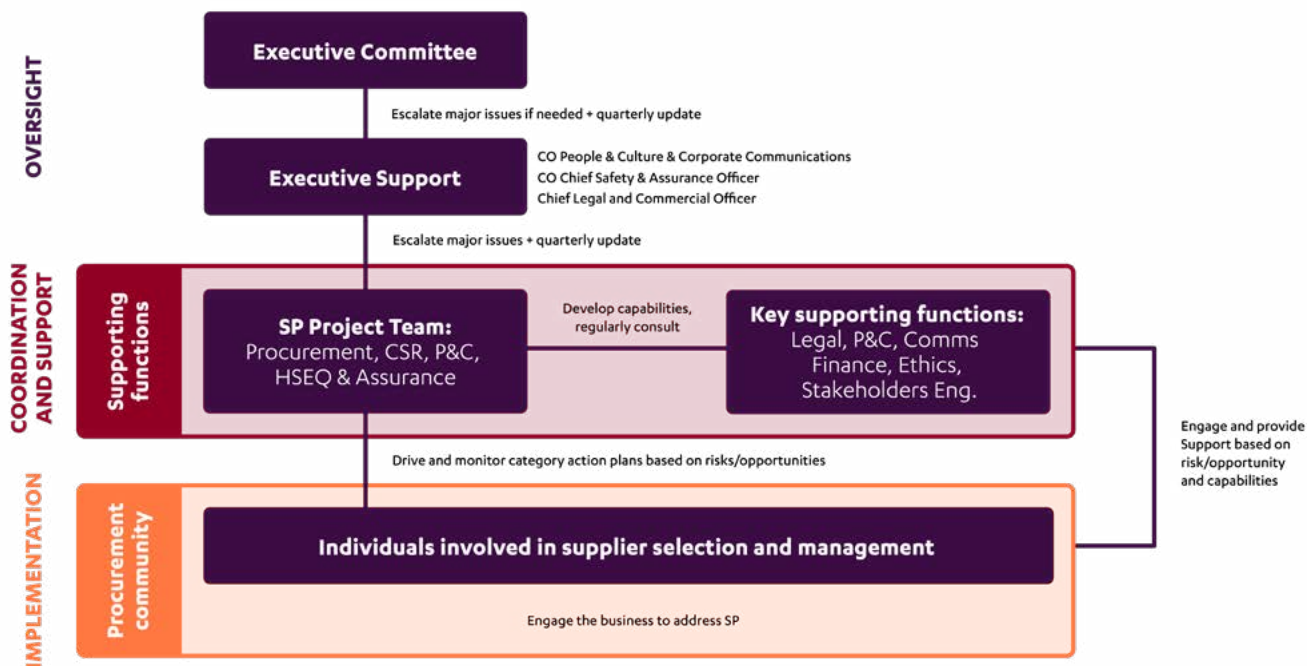 OVERSIGHT
Executive Committee
Escalate major issues if needed + quarterly update
Executive Support
CO People & Culture & Corporate Communications
CO Chief Safety & Assurance Officer
Chief Legal and Commercial Officer
Escalate major issues + quarterly update
COORDINATION
AND SUPPORT
Supporting
functions
SP Project Team:
Procurement, CSR, P&C,
HSEQ & Assurance
Develop capabilities,
regularly consult
Key supporting functions:
Legal, P&C, Comms
Finance, Ethics,
Stakeholders Eng.
Engage and provide
Support based on
risk/opportunity
and capabilities
Drive and monitor category action plans based on risks/opportunities
IMPLEMENTATION
Procurement
community
Individuals involved in supplier selection and management
Engage the business to address SP